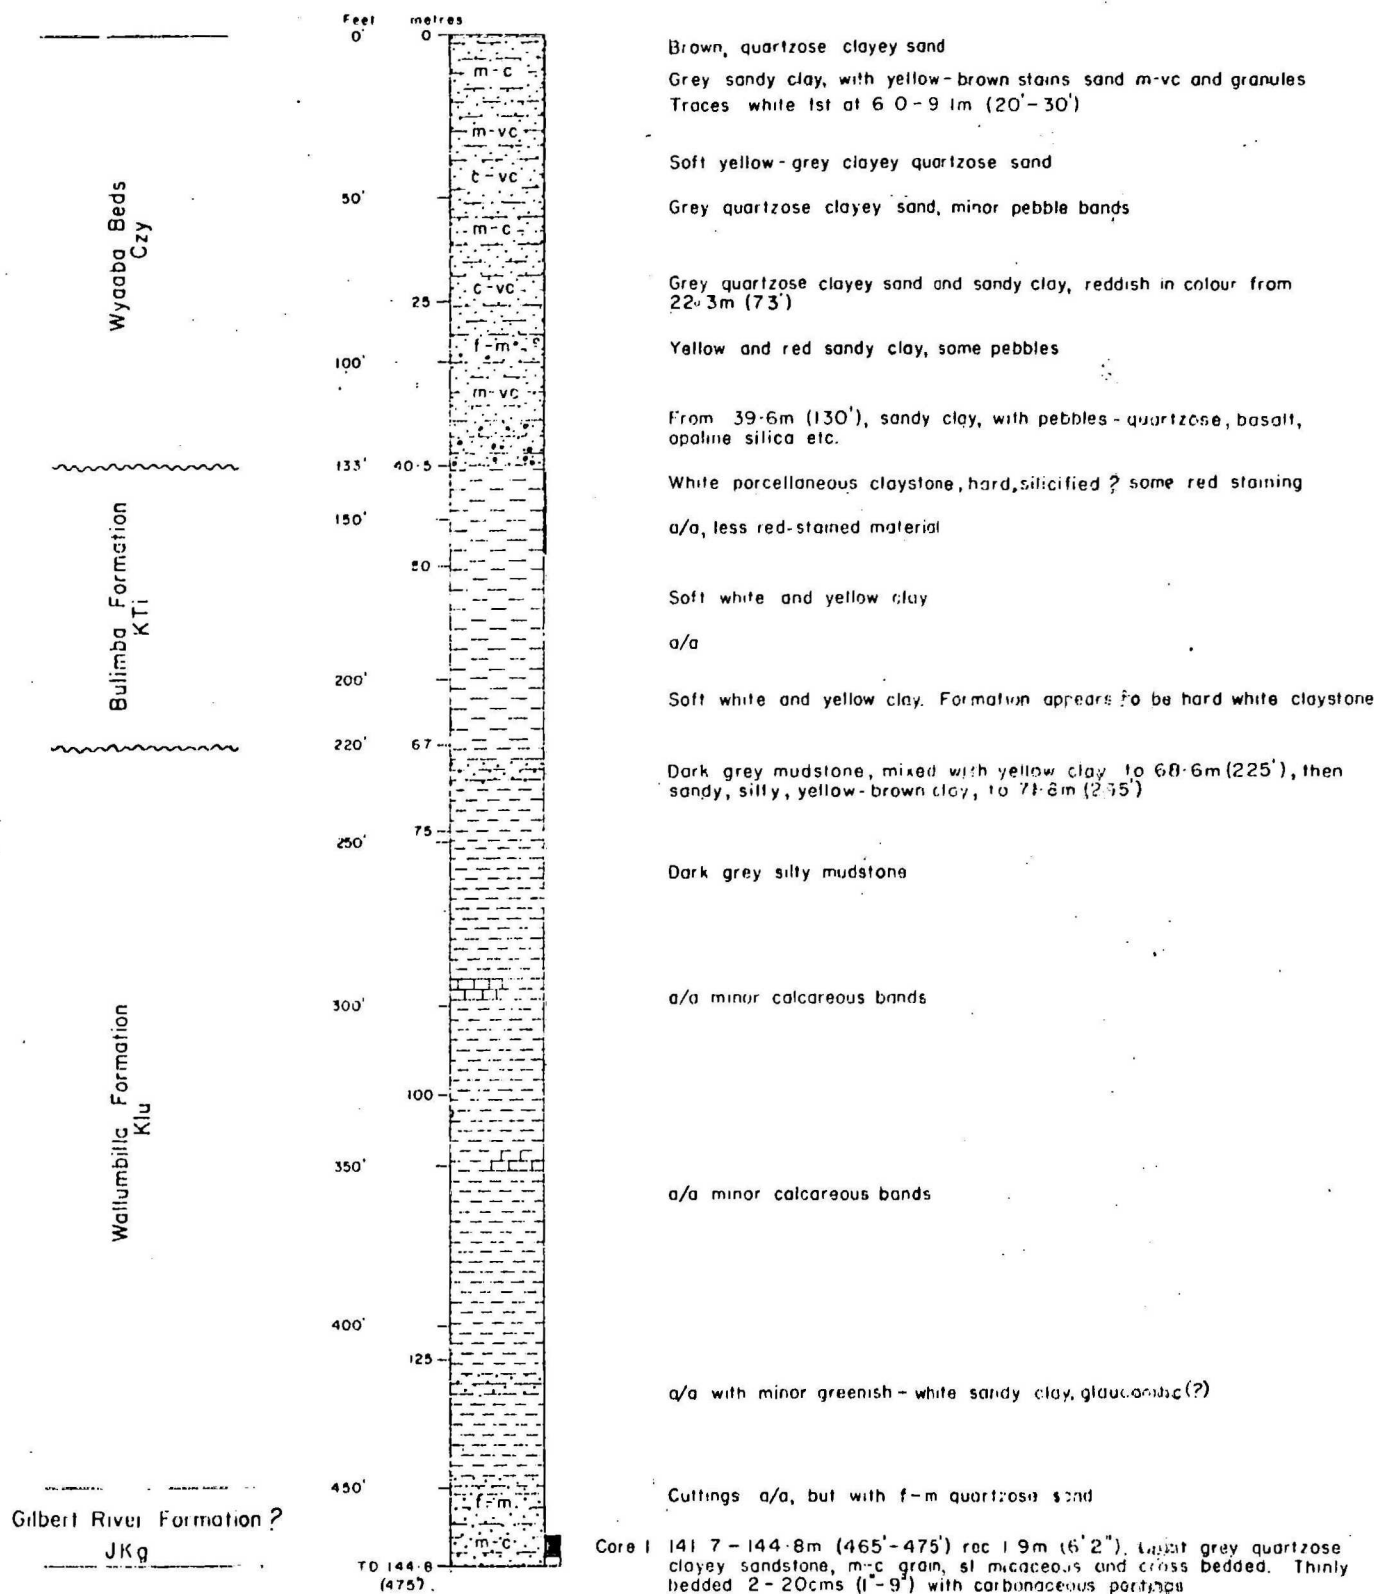 Feet metres
0' 0
Brown, quartzose clayey sand
m-c
Grey sandy clay, with yellow-brown stains sand m-vc and granules
Traces white lst at 6 0-9 1m (20'-30')
m-vc
Soft yellow-grey clayey quartzose sand
c-vc
50'
Grey quartzose clayey sand, minor pebble bands
m-c
Wyaaba Beds
Czy
Grey quartzose clayey sand and sandy clay, reddish in colour from
22·3m (73')
c-vc
25
f-m
Yellow and red sandy clay, some pebbles
100'
m-vc
From 39·6m (130'), sandy clay, with pebbles - quartzose, basalt,
opaline silica etc.
133' 40·5
White porcellaneous claystone, hard, silicified ? some red staining
150'
a/a, less red-stained material
50
Bulimba Formation
KTi
Soft white and yellow clay
a/a
200'
Soft white and yellow clay. Formation appears to be hard white claystone
220' 67
Dark grey mudstone, mixed with yellow clay to 68·6m (225'), then
sandy, silty, yellow-brown clay, to 71·6m (235')
75
250'
Dark grey silty mudstone
a/a minor calcareous bands
300'
Wallumbilla Formation
Klu
100
350'
a/a minor calcareous bands
400'
125
a/a with minor greenish-white sandy clay, glauconitic (?)
450'
Cuttings a/a, but with f-m quartzose sand
f-m
Gilbert River Formation ?
JKg
m-c
Core 1 141 7-144·8m (465'-475') rec 1 9m (6' 2"). Light grey quartzose
clayey sandstone, m-c grain, sl micaceous and cross bedded. Thinly
bedded 2-20cms (1"-9") with carbonaceous partings
TD 144·8
(475')